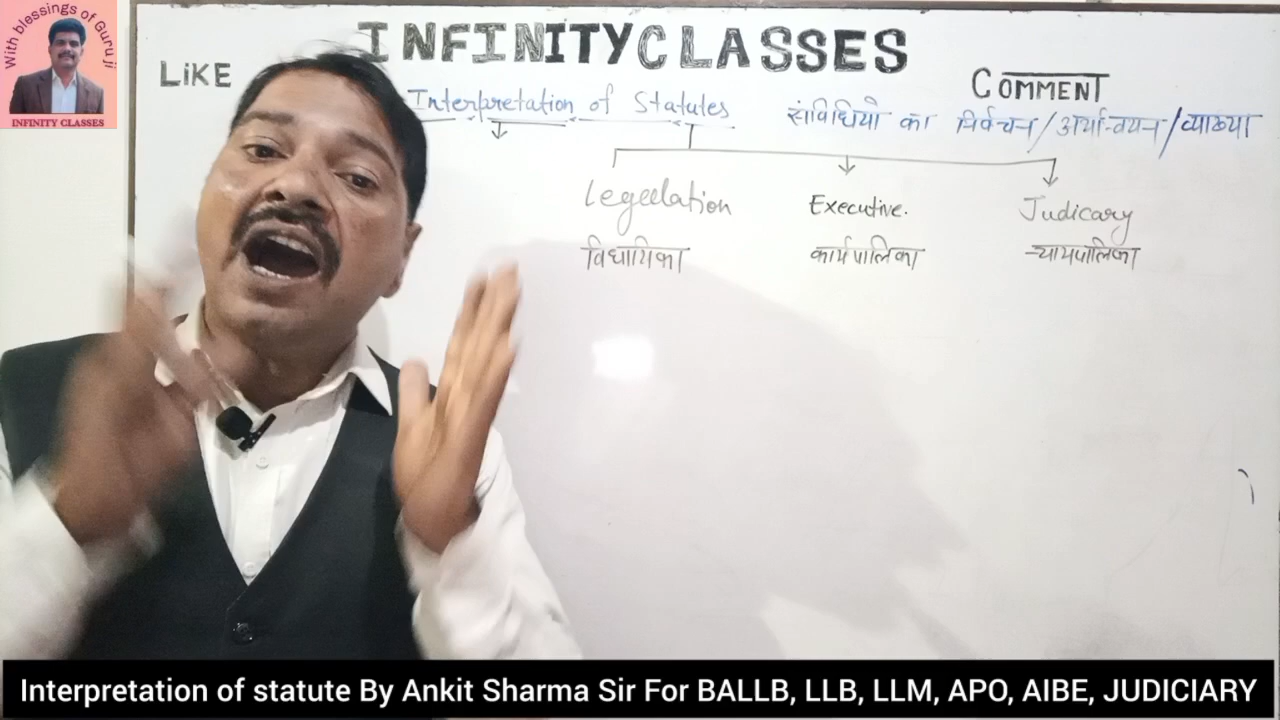 With blessings of Guru ji
INFINITY CLASSES
INFINITY CLASSES
LiKE
COMMENT
Interpretation of Statutes
संविधियो का निर्वचन/अर्थान्वयन/व्याख्या
Legeelation
Executive.
Judicary
विधायिका
कार्यपालिका
न्यायपालिका
Interpretation of statute By Ankit Sharma Sir For BALLB, LLB, LLM, APO, AIBE, JUDICIARY